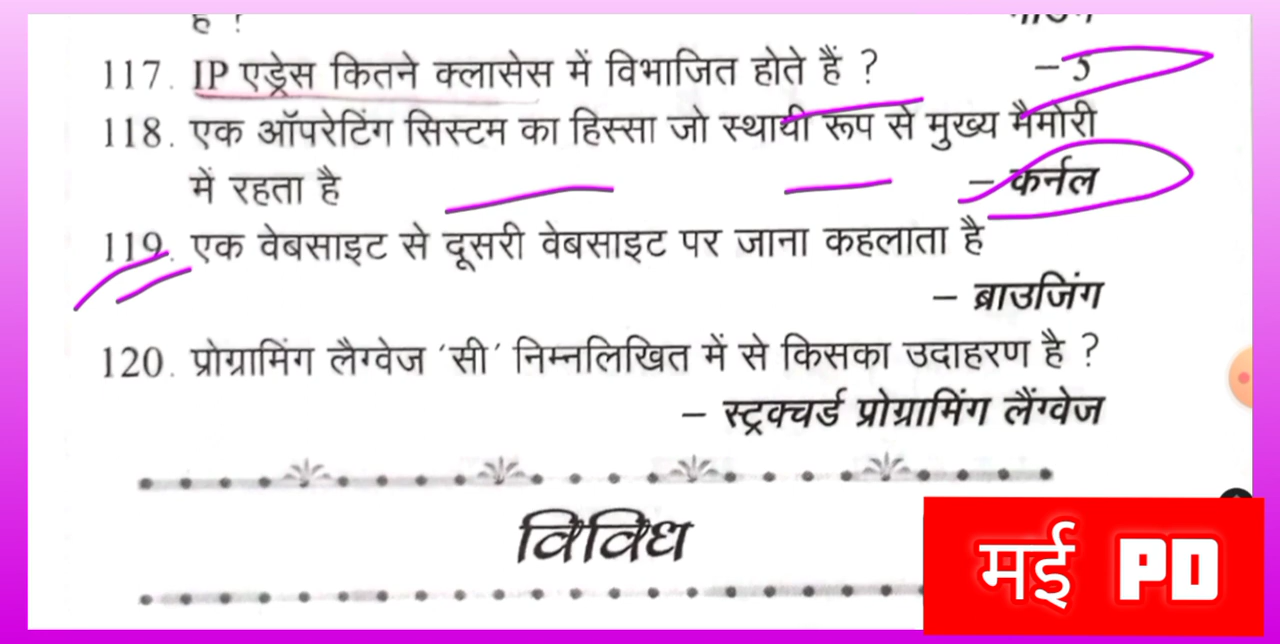 है ?
117. IP एड्रेस कितने क्लासेस में विभाजित होते हैं ? – 5
118. एक ऑपरेटिंग सिस्टम का हिस्सा जो स्थायी रूप से मुख्य मैमोरी
में रहता है – कर्नल
119. एक वेबसाइट से दूसरी वेबसाइट पर जाना कहलाता है
– ब्राउजिंग
120. प्रोग्रामिंग लैग्वेज ‘सी’ निम्नलिखित में से किसका उदाहरण है ?
– स्ट्रक्चर्ड प्रोग्रामिंग लैंग्वेज
विविध
मई PD